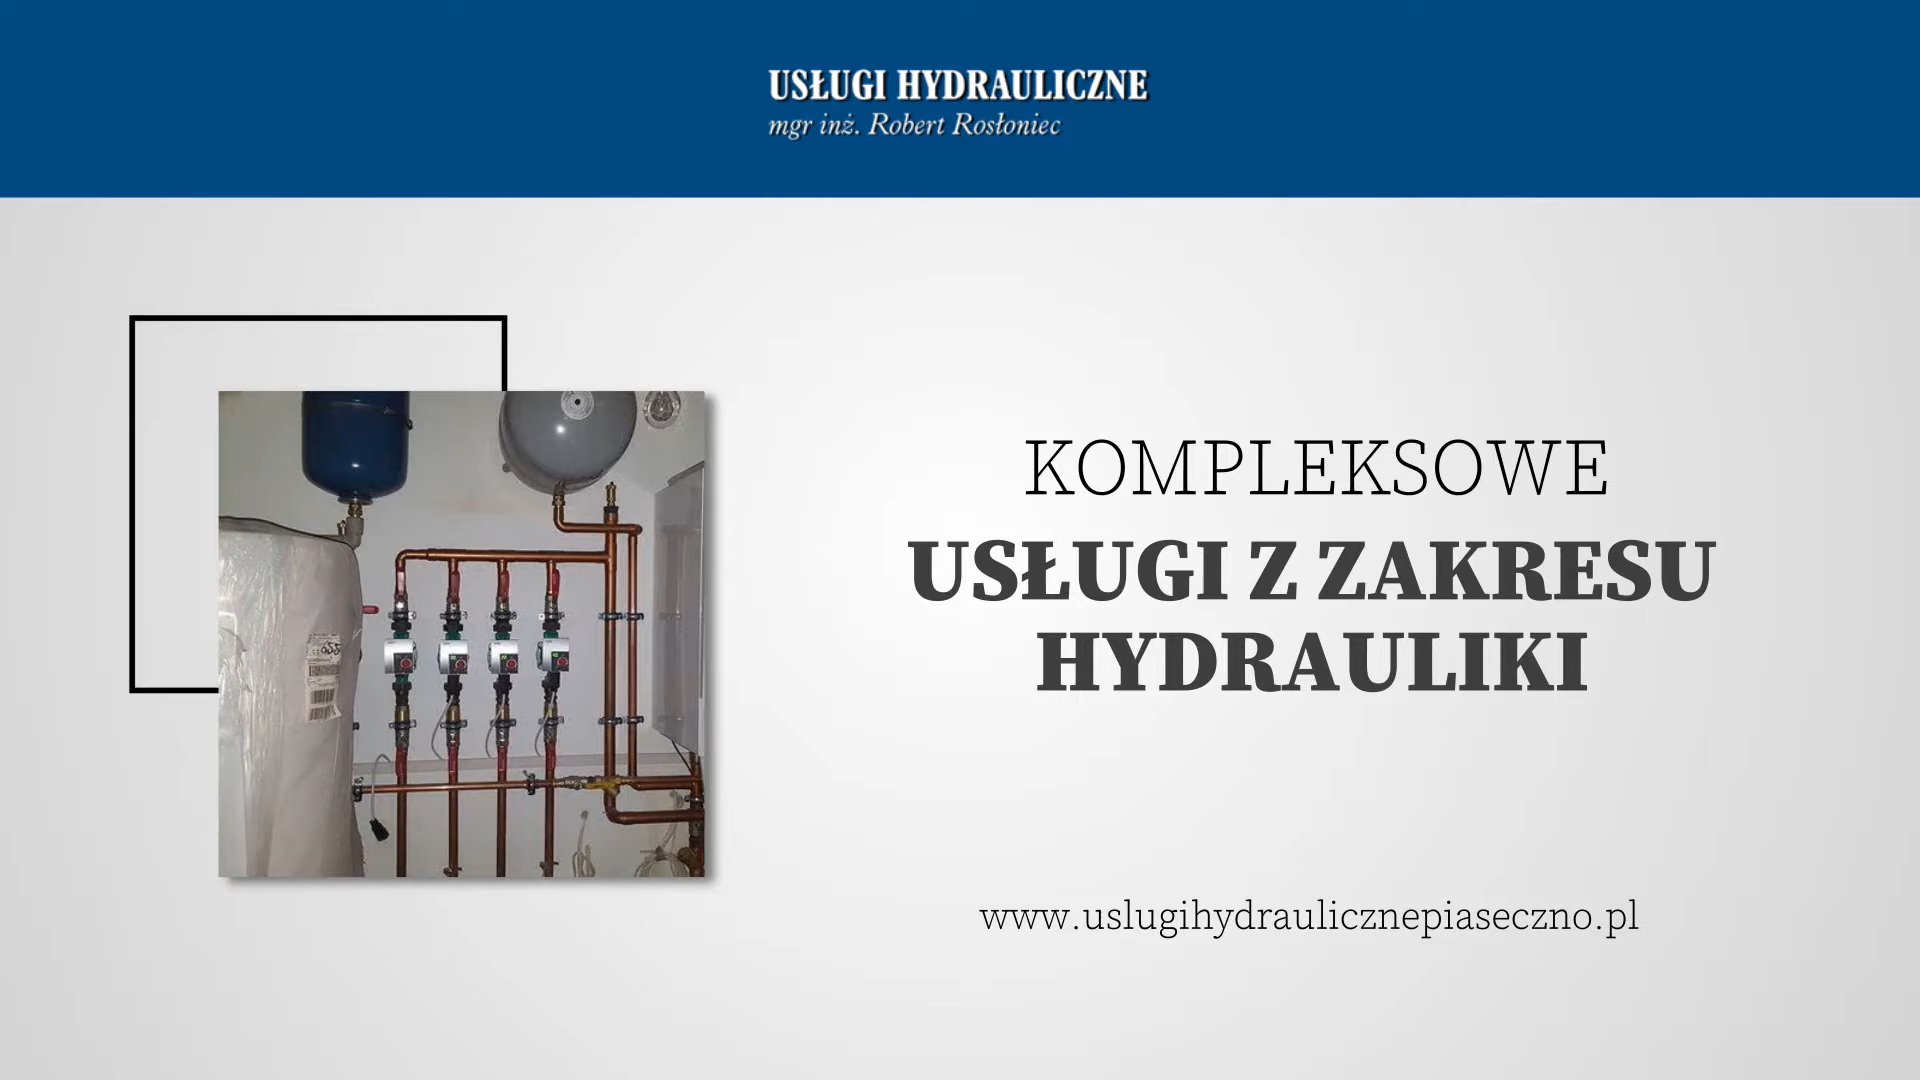 USŁUGI HYDRAULICZNE
mgr inż. Robert Rosłoniec
KOMPLEKSOWE
USŁUGI Z ZAKRESU
HYDRAULIKI
www.uslugihydraulicznepiaseczno.pl